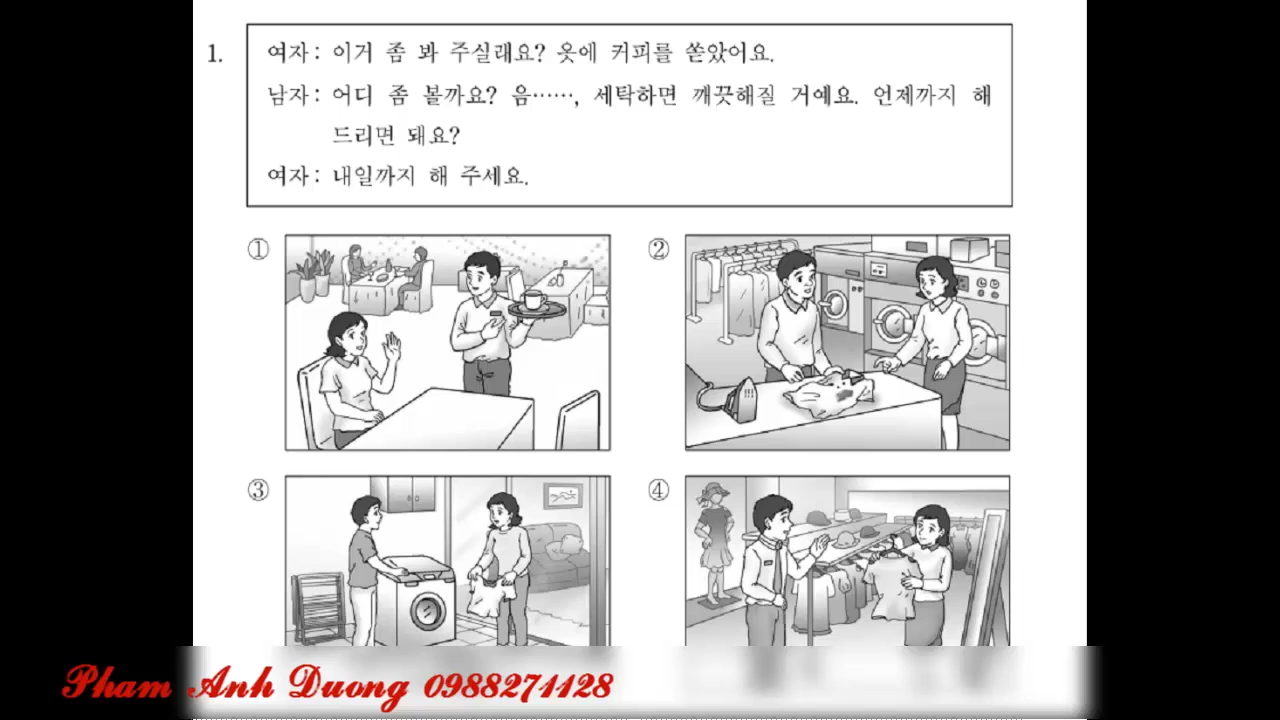 1.
여자: 이거 좀 봐 주실래요? 옷에 커피를 쏟았어요.
남자: 어디 좀 볼까요? 음……, 세탁하면 깨끗해질 거예요. 언제까지 해
드리면 돼요?
여자: 내일까지 해 주세요.
①
②
③
④
Pham Anh Duong 0988271128